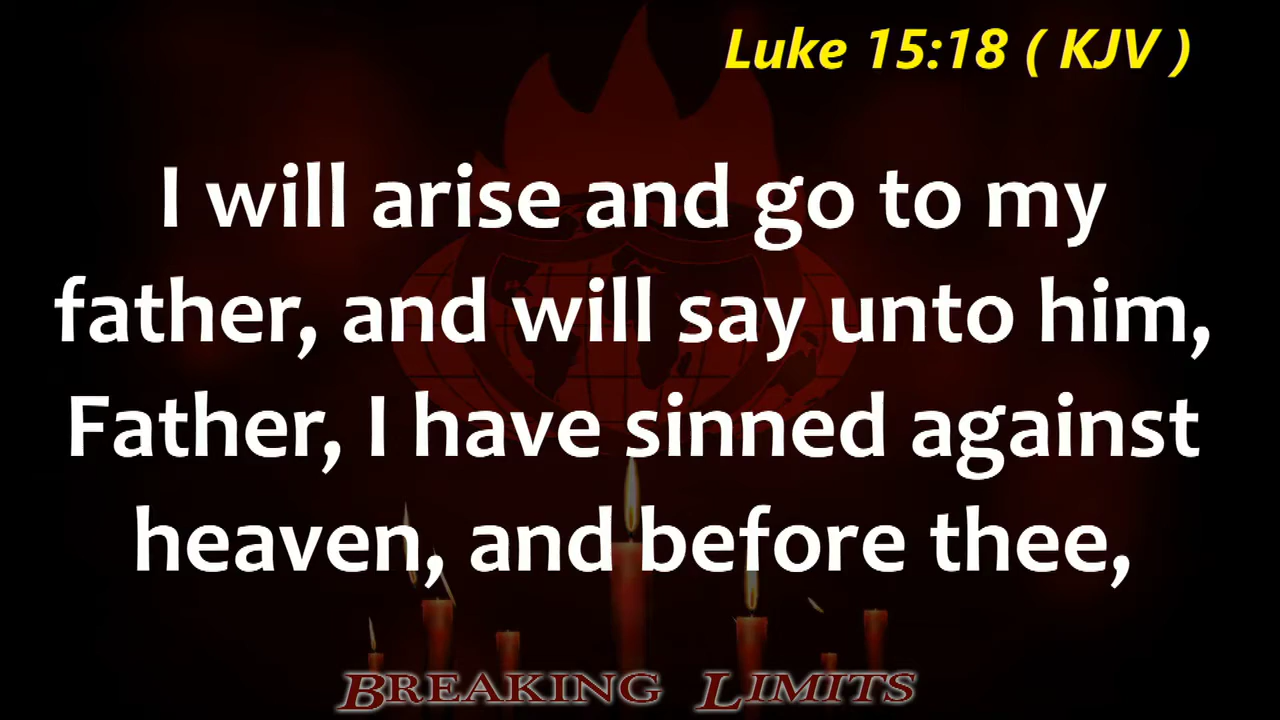 Luke 15:18 ( KJV )
I will arise and go to my
father, and will say unto him,
Father, I have sinned against
heaven, and before thee,
BREAKING LIMITS